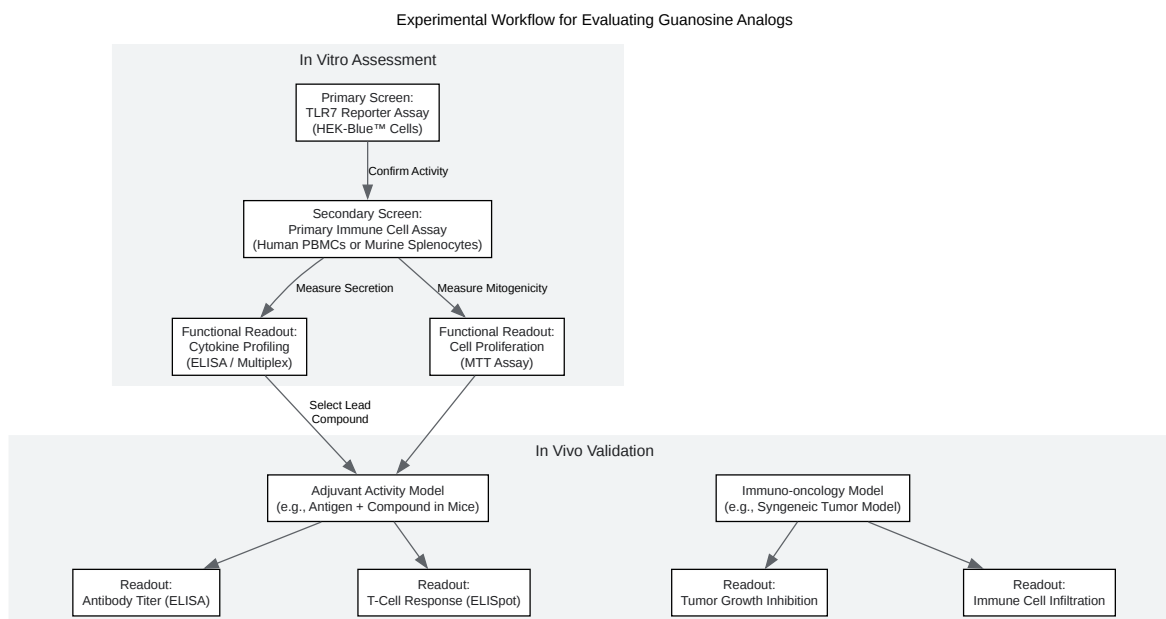 Experimental Workflow for Evaluating Guanosine Analogs
In Vitro Assessment
Primary Screen:
TLR7 Reporter Assay
(HEK-Blue™ Cells)
Confirm Activity
Secondary Screen:
Primary Immune Cell Assay
(Human PBMCs or Murine Splenocytes)
Measure Secretion
Measure Mitogenicity
Functional Readout:
Cytokine Profiling
(ELISA / Multiplex)
Functional Readout:
Cell Proliferation
(MTT Assay)
Select Lead
Compound
In Vivo Validation
Adjuvant Activity Model
(e.g., Antigen + Compound in Mice)
Immuno-oncology Model
(e.g., Syngeneic Tumor Model)
Readout:
Antibody Titer (ELISA)
Readout:
T-Cell Response (ELISpot)
Readout:
Tumor Growth Inhibition
Readout:
Immune Cell Infiltration